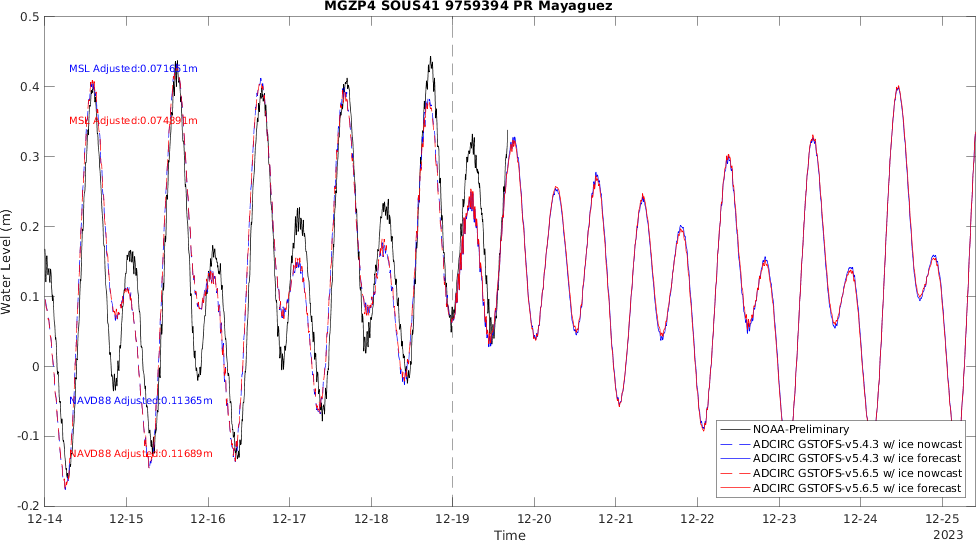 MGZP4 SOUS41 9759394 PR Mayaguez
0.5
0.4
0.3
0.2
0.1
0
-0.1
-0.2
Water Level (m)
MSL Adjusted:0.071651m
MSL Adjusted:0.074891m
NAVD88 Adjusted:0.11365m
NAVD88 Adjusted:0.11689m
NOAA-Preliminary
ADCIRC GSTOFS-v5.4.3 w/ ice nowcast
ADCIRC GSTOFS-v5.4.3 w/ ice forecast
ADCIRC GSTOFS-v5.6.5 w/ ice nowcast
ADCIRC GSTOFS-v5.6.5 w/ ice forecast
12-14 12-15 12-16 12-17 12-18 12-19 12-20 12-21 12-22 12-23 12-24 12-25
Time
2023